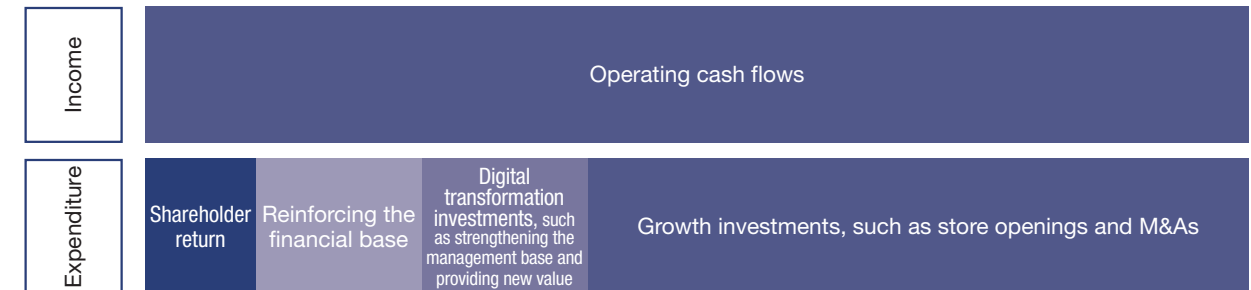 Income
Operating cash flows
Expenditure
Shareholder
return
Reinforcing the
financial base
Digital
transformation
investments, such
as strengthening the
management base and
providing new value
Growth investments, such as store openings and M&As